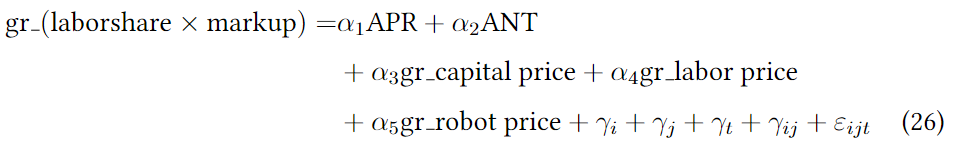 gr_(laborshare × markup) =α₁APR + α₂ANT
+ α₃gr_capital price + α₄gr_labor price
+ α₅gr_robot price + γᵢ + γⱼ + γₜ + γᵢⱼ + εᵢⱼₜ (26)